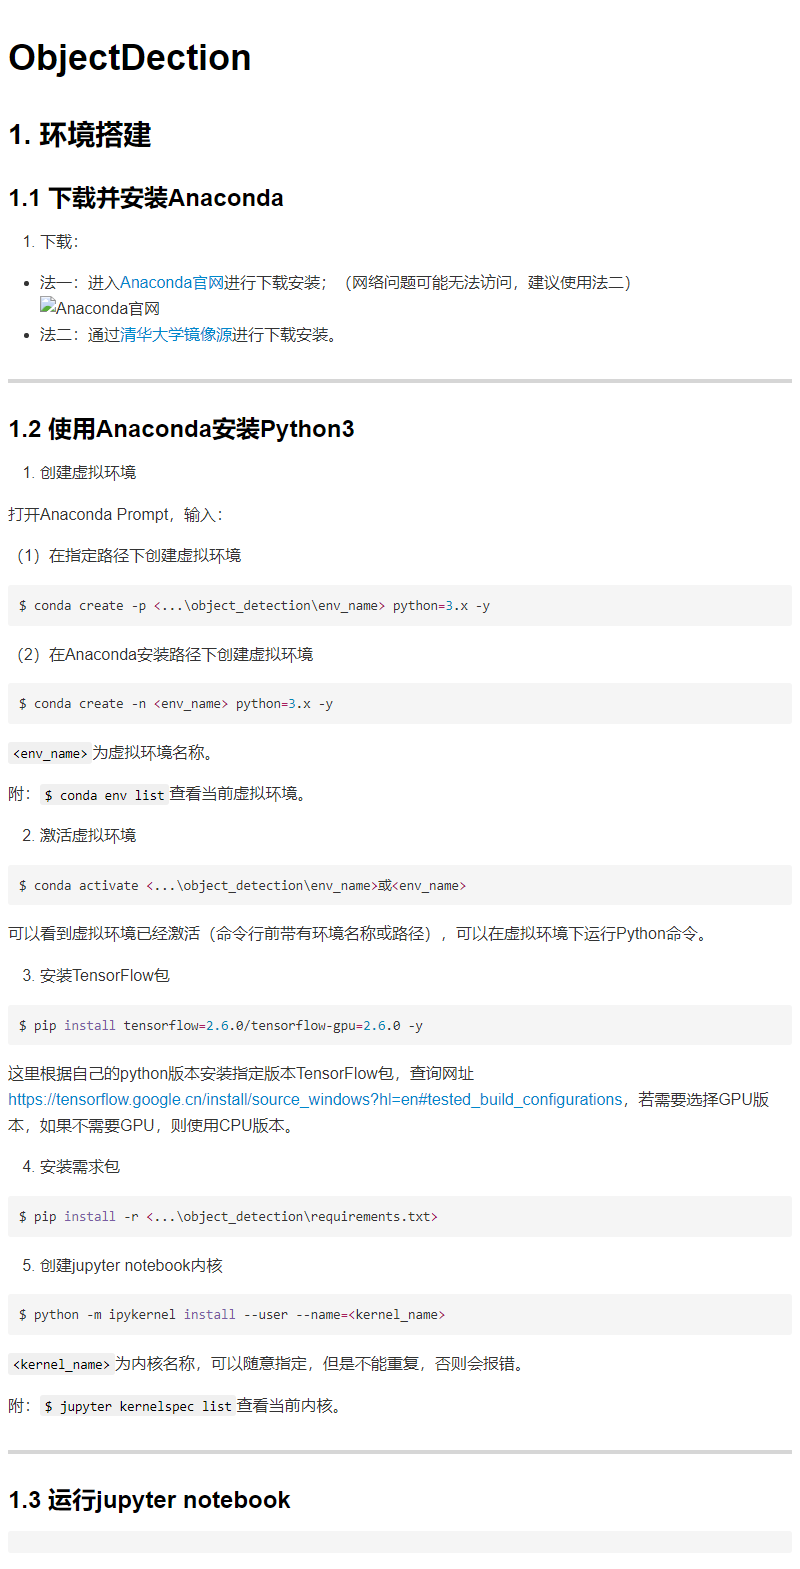 ObjectDection
1. 环境搭建
1.1 下载并安装Anaconda
1. 下载：
• 法一：进入Anaconda官网进行下载安装；（网络问题可能无法访问，建议使用法二）
Anaconda官网
• 法二：通过清华大学镜像源进行下载安装。
1.2 使用Anaconda安装Python3
1. 创建虚拟环境
打开Anaconda Prompt，输入：
（1）在指定路径下创建虚拟环境
$ conda create -p <...\object_detection\env_name> python=3.x -y
（2）在Anaconda安装路径下创建虚拟环境
$ conda create -n <env_name> python=3.x -y
<env_name>为虚拟环境名称。
附：$ conda env list查看当前虚拟环境。
2. 激活虚拟环境
$ conda activate <...\object_detection\env_name>或<env_name>
可以看到虚拟环境已经激活（命令行前带有环境名称或路径），可以在虚拟环境下运行Python命令。
3. 安装TensorFlow包
$ pip install tensorflow=2.6.0/tensorflow-gpu=2.6.0 -y
这里根据自己的python版本安装指定版本TensorFlow包，查询网址
https://tensorflow.google.cn/install/source_windows?hl=en#tested_build_configurations，若需要选择GPU版
本，如果不需要GPU，则使用CPU版本。
4. 安装需求包
$ pip install -r <...\object_detection\requirements.txt>
5. 创建jupyter notebook内核
$ python -m ipykernel install --user --name=<kernel_name>
<kernel_name>为内核名称，可以随意指定，但是不能重复，否则会报错。
附：$ jupyter kernelspec list查看当前内核。
1.3 运行jupyter notebook